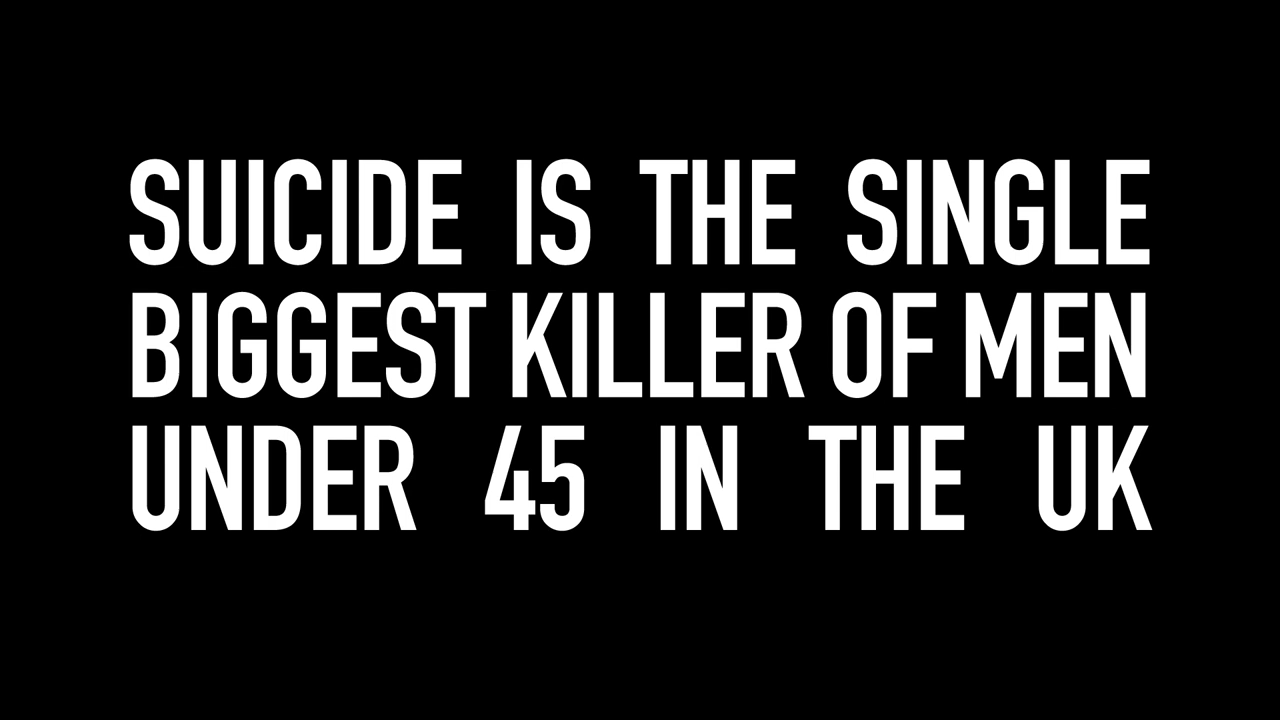 SUICIDE IS THE SINGLE
BIGGEST KILLER OF MEN
UNDER 45 IN THE UK